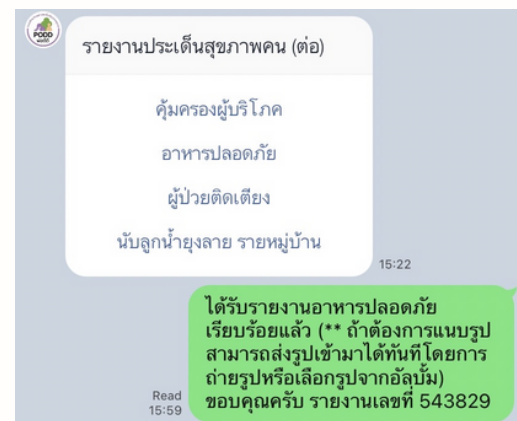 PODD
รายงานประเด็นสุขภาพคน (ต่อ)
คุ้มครองผู้บริโภค
อาหารปลอดภัย
ผู้ป่วยติดเตียง
นับลูกน้ำยุงลาย รายหมู่บ้าน
15:22
ได้รับรายงานอาหารปลอดภัย
เรียบร้อยแล้ว (** ถ้าต้องการแนบรูป
สามารถส่งรูปเข้ามาได้ทันทีโดยการ
ถ่ายรูปหรือเลือกรูปจากอัลบั้ม)
ขอบคุณครับ รายงานเลขที่ 543829
Read
15:59